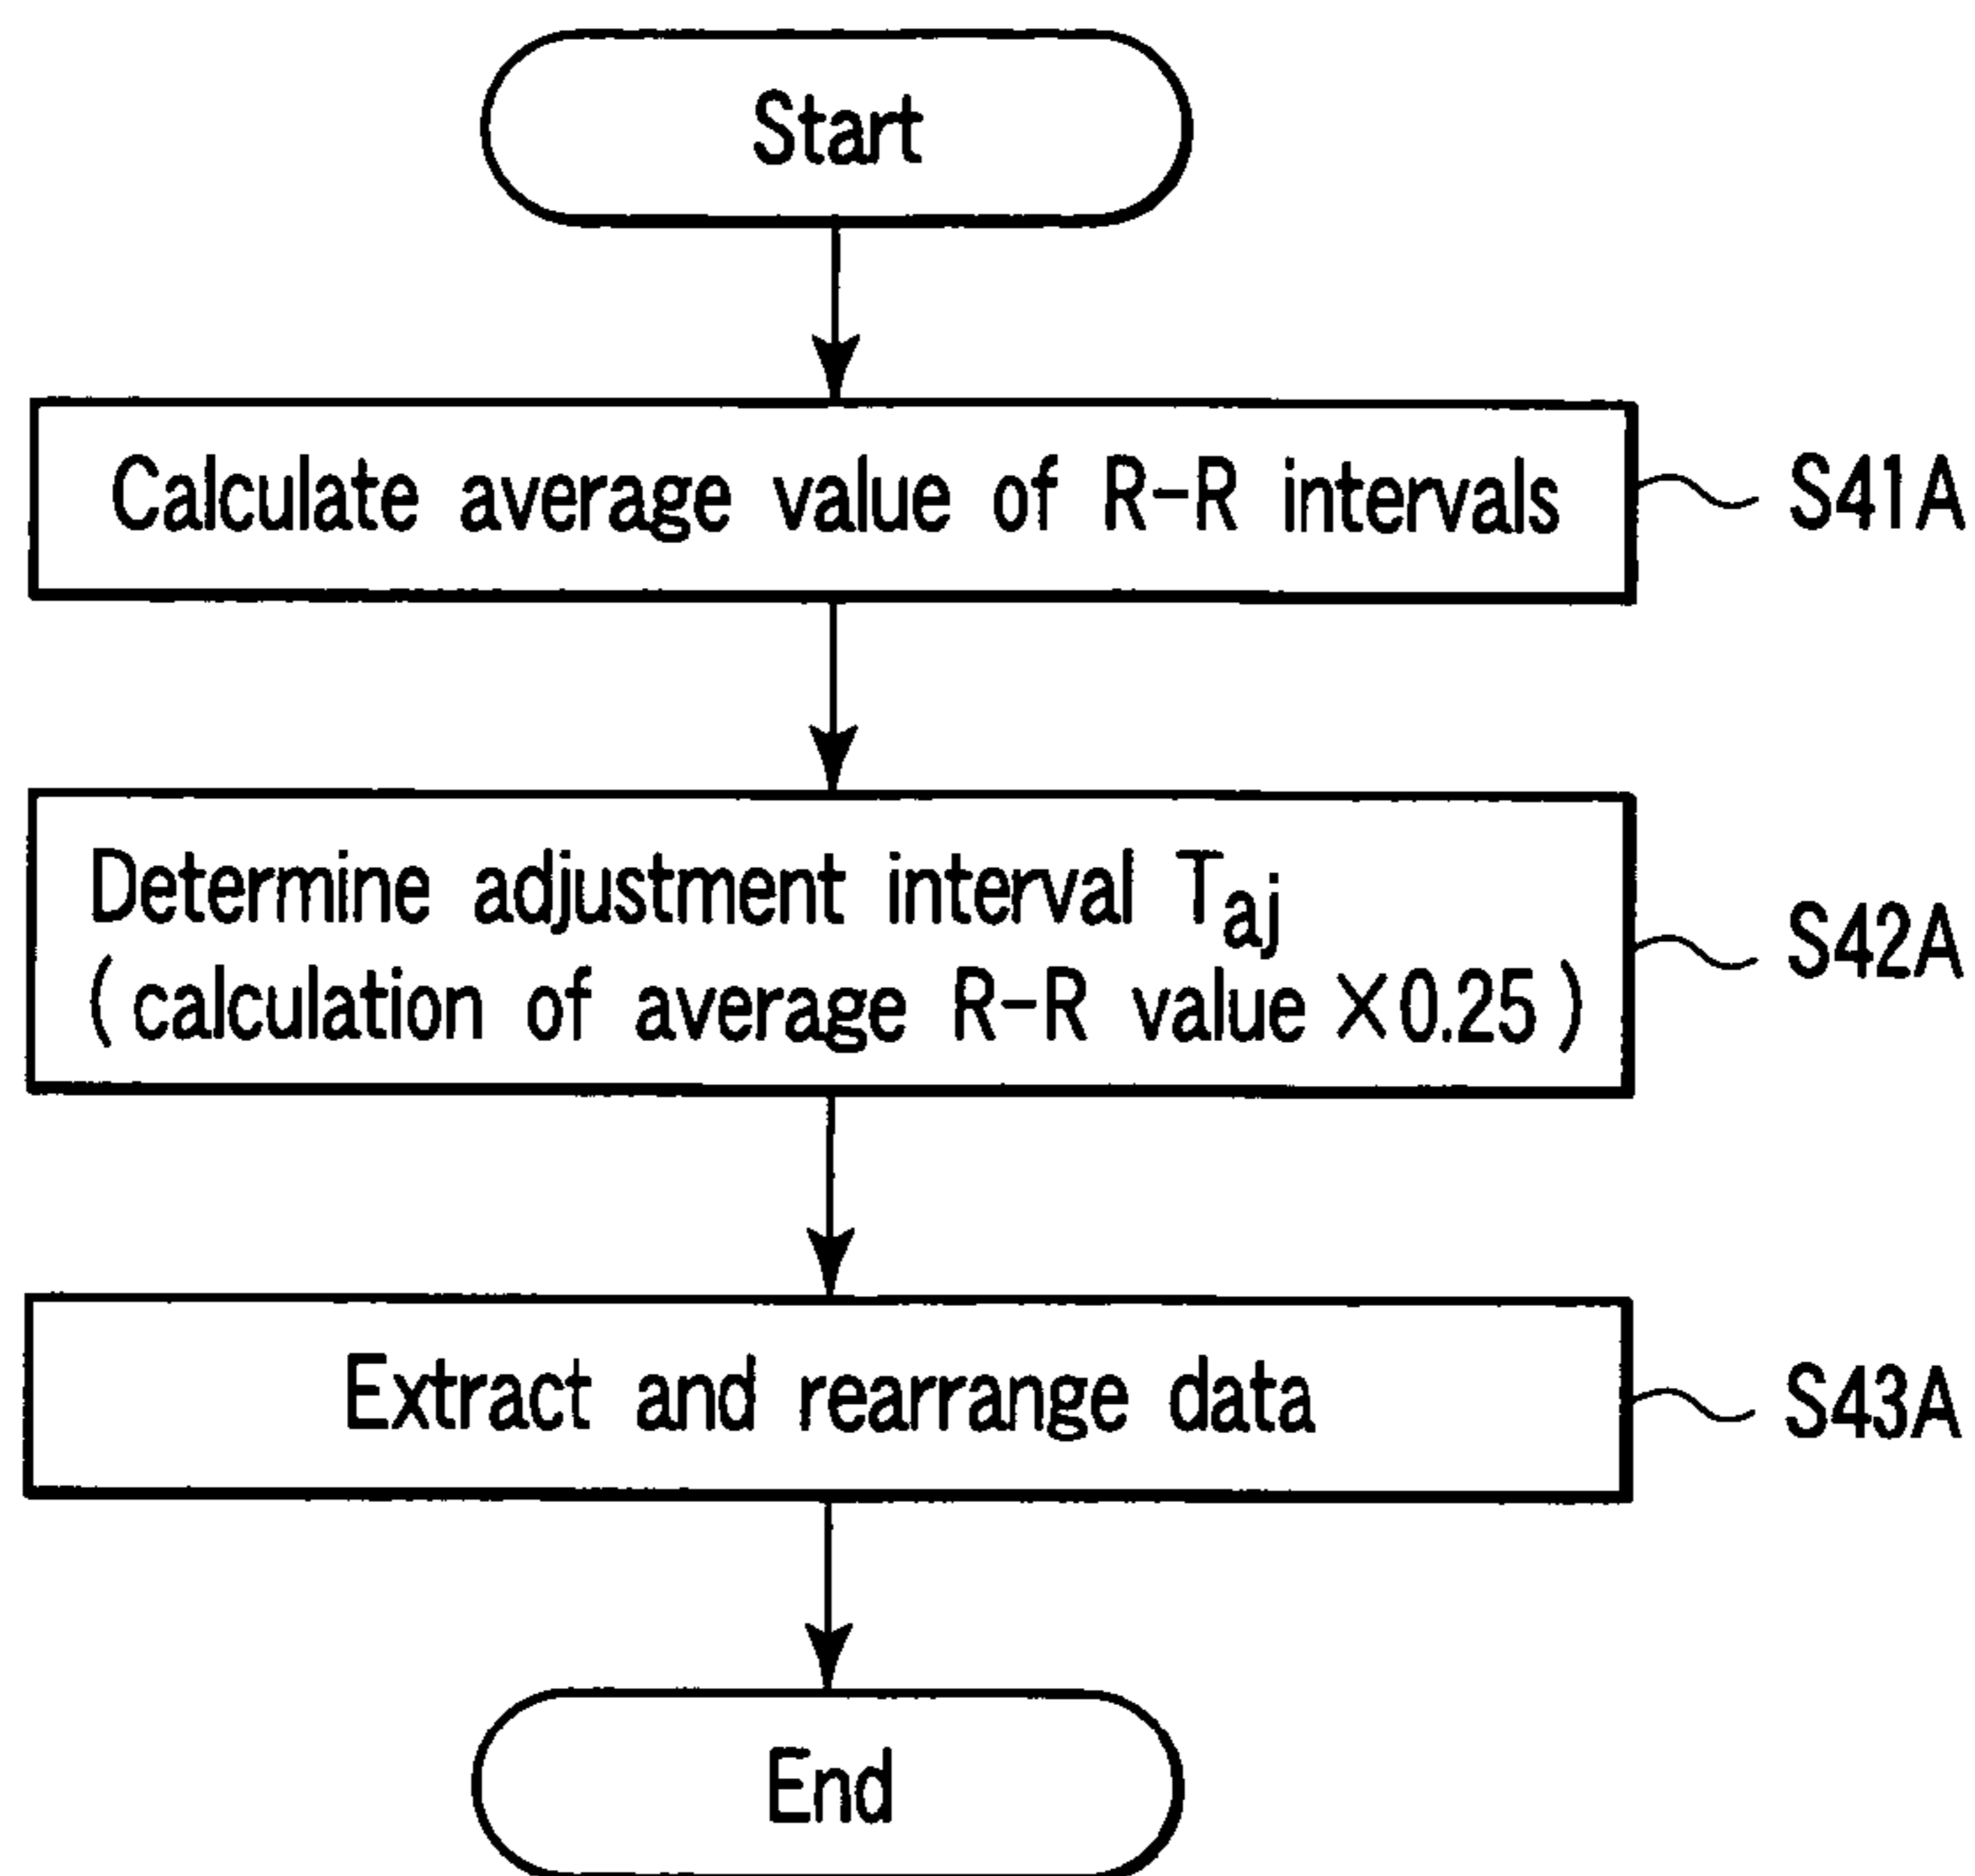 Start
Calculate average value of R-R intervals
S41A
Determine adjustment interval Taj
(calculation of average R-R value ×0.25)
S42A
Extract and rearrange data
S43A
End